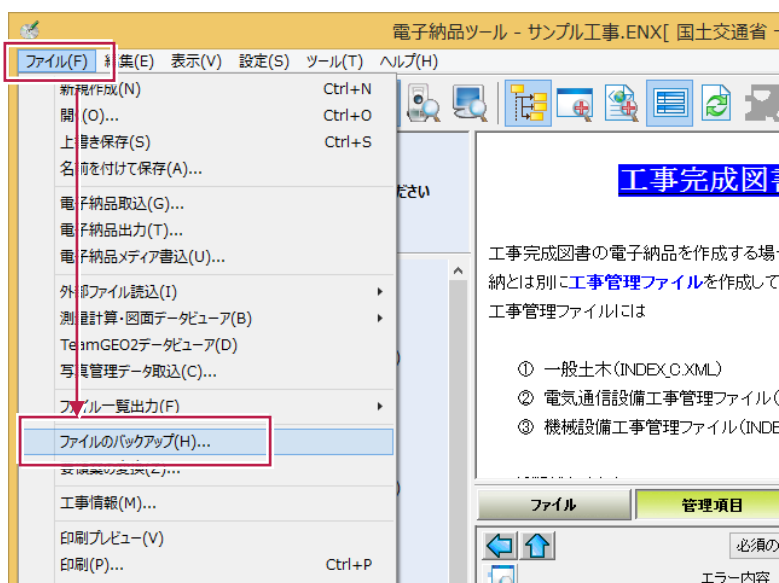 電子納品ツール - サンプル工事.ENX[ 国土交通省
ファイル(F) 編集(E) 表示(V) 設定(S) ツール(T) ヘルプ(H)
新規作成(N) Ctrl+N
開く(O)... Ctrl+O
上書き保存(S) Ctrl+S
名前を付けて保存(A)...
電子納品取込(G)...
電子納品出力(T)...
電子納品メディア書込(U)...
外部ファイル読込(I)
測量計算・図面データビューア(B)
TeamGEO2データビューア(D)
写真管理データ取込(C)...
ファイル一覧出力(F)
ファイルのバックアップ(H)...
要領案の変換(Z)...
工事情報(M)...
印刷プレビュー(V)
印刷(P)... Ctrl+P
ださい
工事完成図書
工事完成図書の電子納品を作成する場
納とは別に工事管理ファイルを作成して
工事管理ファイルには
① 一般土木(INDEX_C.XML)
② 電気通信設備工事管理ファイル(
③ 機械設備工事管理ファイル(INDE
ファイル 管理項目
必須の
エラー内容